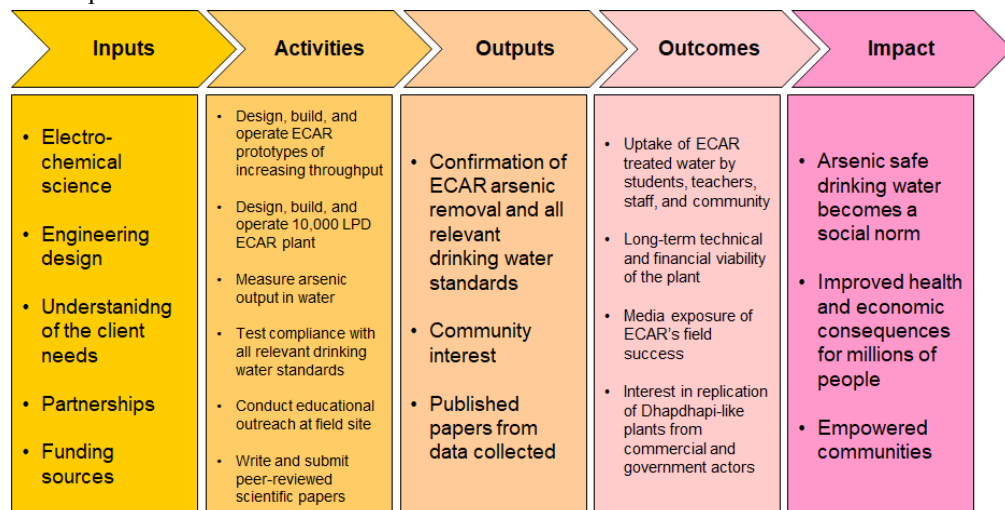 Inputs
Activities
Outputs
Outcomes
Impact
• Electro-
chemical
science
• Engineering
design
• Understanidng
of the client
needs
• Partnerships
• Funding
sources
• Design, build, and
operate ECAR
prototypes of
increasing throughput
• Design, build, and
operate 10,000 LPD
ECAR plant
• Measure arsenic
output in water
• Test compliance with
all relevant drinking
water standards
• Conduct educational
outreach at field site
• Write and submit
peer-reviewed
scientific papers
• Confirmation of
ECAR arsenic
removal and all
relevant
drinking water
standards
• Community
interest
• Published
papers from
data collected
• Uptake of ECAR
treated water by
students, teachers,
staff, and community
• Long-term technical
and financial viability
of the plant
• Media exposure of
ECAR's field
success
• Interest in replication
of Dhapdhapi-like
plants from
commercial and
government actors
• Arsenic safe
drinking water
becomes a
social norm
• Improved health
and economic
consequences
for millions of
people
• Empowered
communities